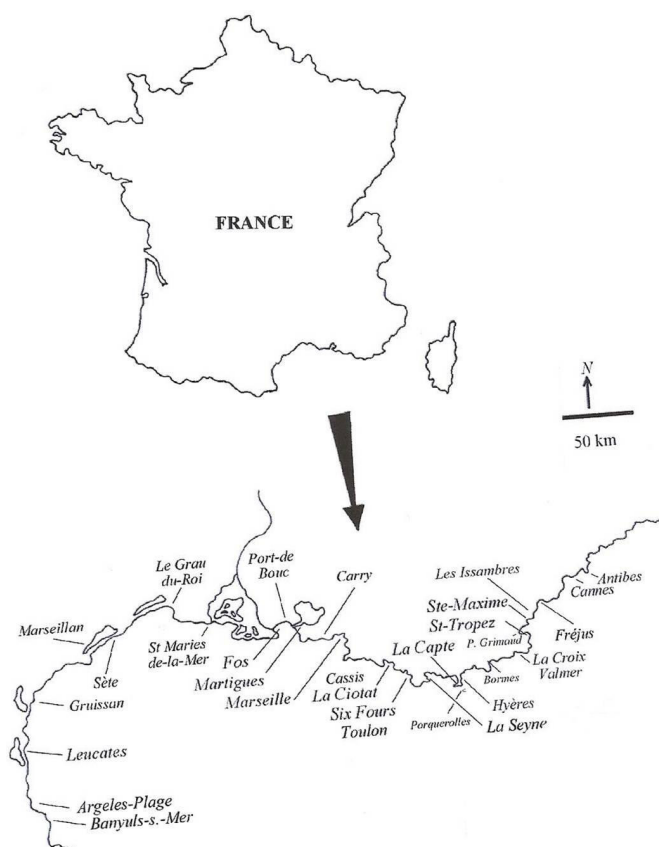 FRANCE
N
50 km
Le Grau
du-Roi
Port-de
Bouc
Carry
Les Issambres
Antibes
Cannes
Marseillan
Ste-Maxime
St-Tropez
Fréjus
St Maries
de-la-Mer
Fos
La Capte
P. Grimaud
La Croix
Valmer
Sète
Martigues
Cassis
La Ciotat
Bormes
Gruissan
Marseille
Six Fours
Toulon
Porquerolles
Hyères
La Seyne
Leucates
Argeles-Plage
Banyuls-s.-Mer